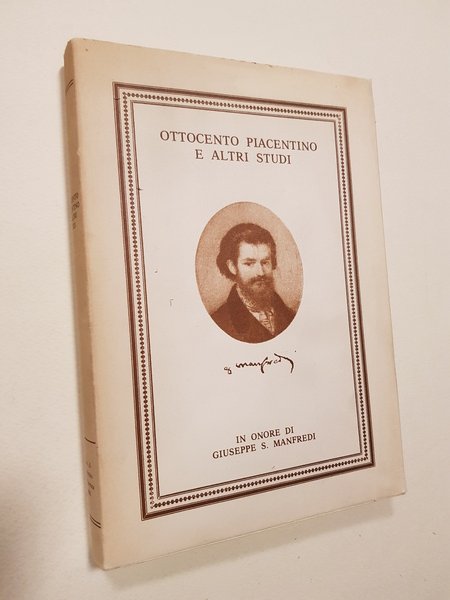 OTTOCENTO PIACENTINO
E ALTRI STUDI
G Manfredi
IN ONORE DI
GIUSEPPE S. MANFREDI